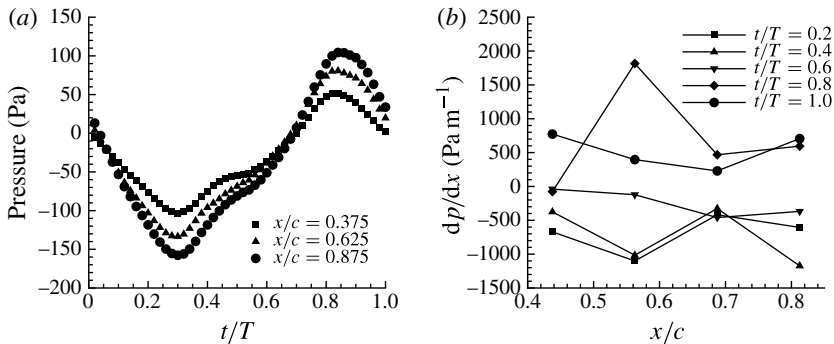 (a)
150
100
50
0
−50
−100
−150
−200
Pressure (Pa)
x/c = 0.375
x/c = 0.625
x/c = 0.875
0 0.2 0.4 0.6 0.8 1.0
t/T
(b)
2500
2000
1500
1000
500
0
−500
−1000
−1500
dp/dx (Pa m−1)
t/T = 0.2
t/T = 0.4
t/T = 0.6
t/T = 0.8
t/T = 1.0
0.4 0.5 0.6 0.7 0.8
x/c